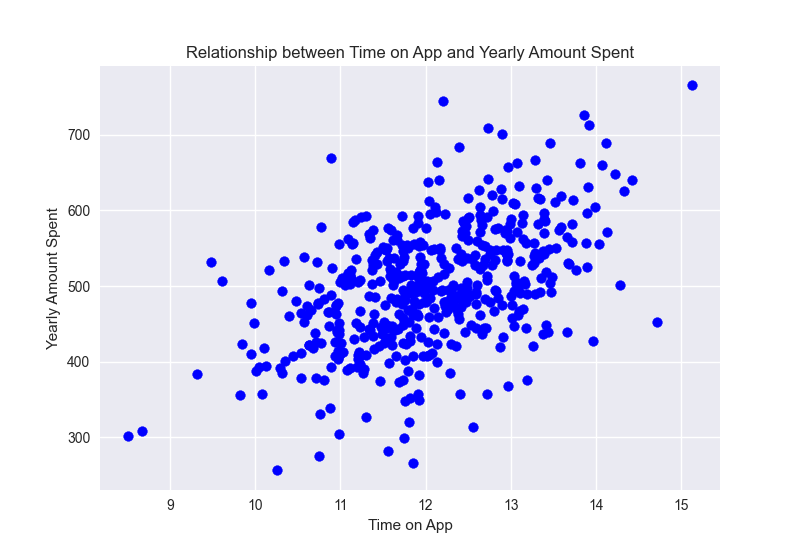 Relationship between Time on App and Yearly Amount Spent
Yearly Amount Spent
700
600
500
400
300
9 10 11 12 13 14 15
Time on App